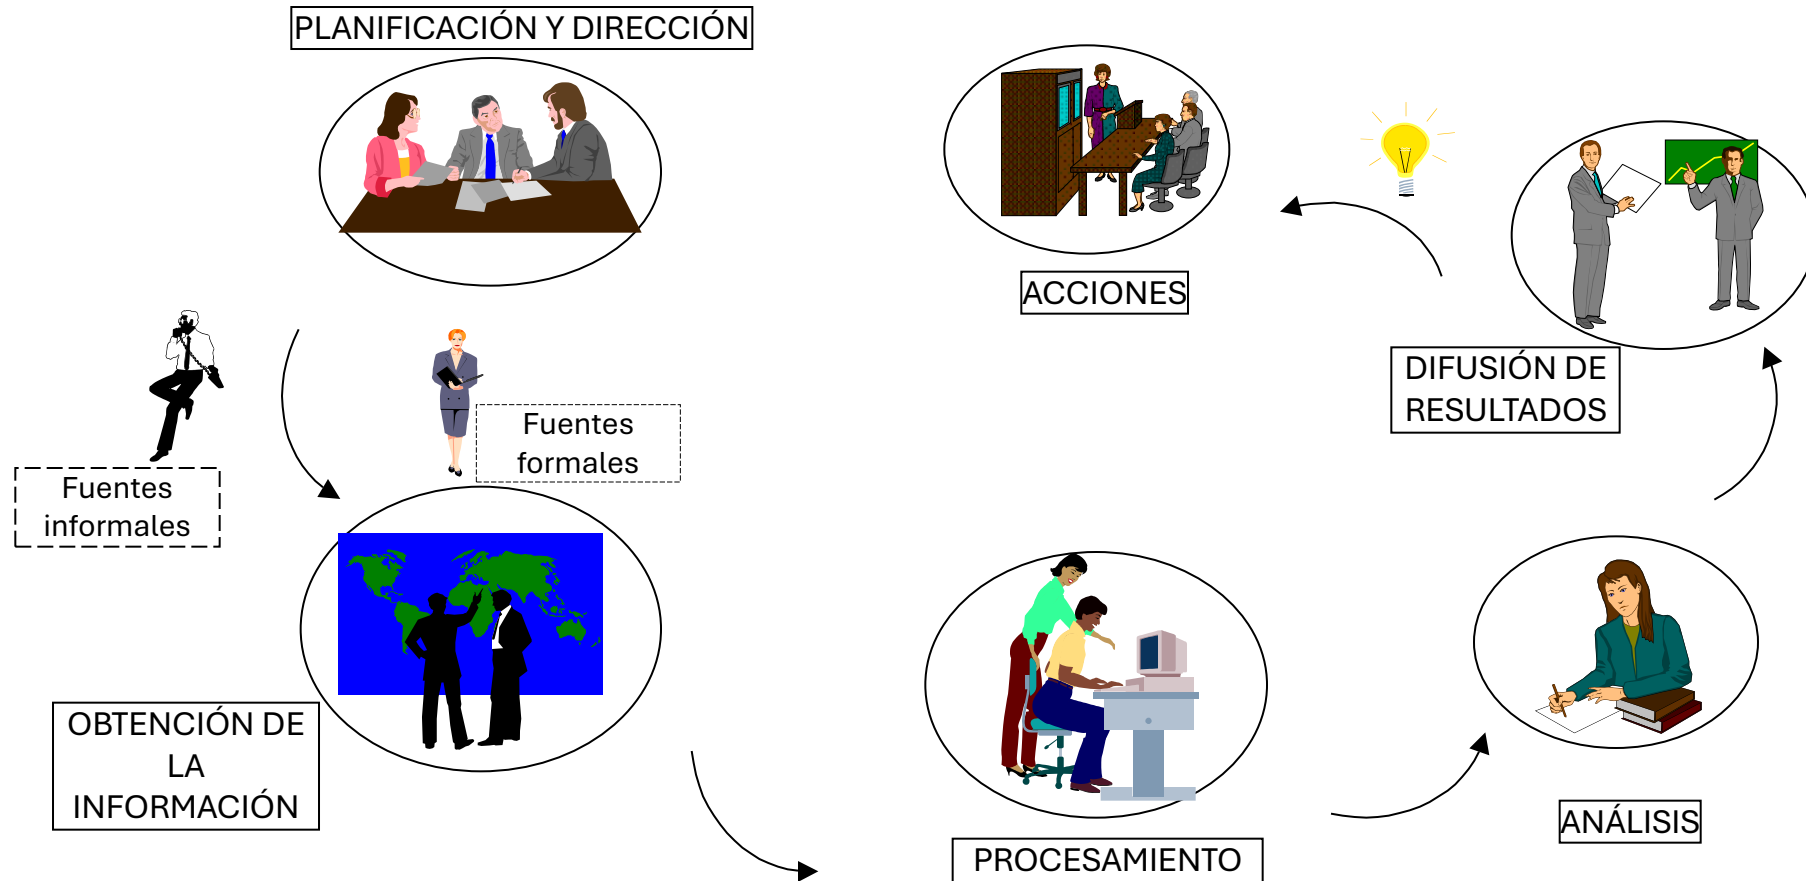 PLANIFICACIÓN Y DIRECCIÓN
Fuentes
informales
Fuentes
formales
OBTENCIÓN DE
LA
INFORMACIÓN
PROCESAMIENTO
ANÁLISIS
DIFUSIÓN DE
RESULTADOS
ACCIONES